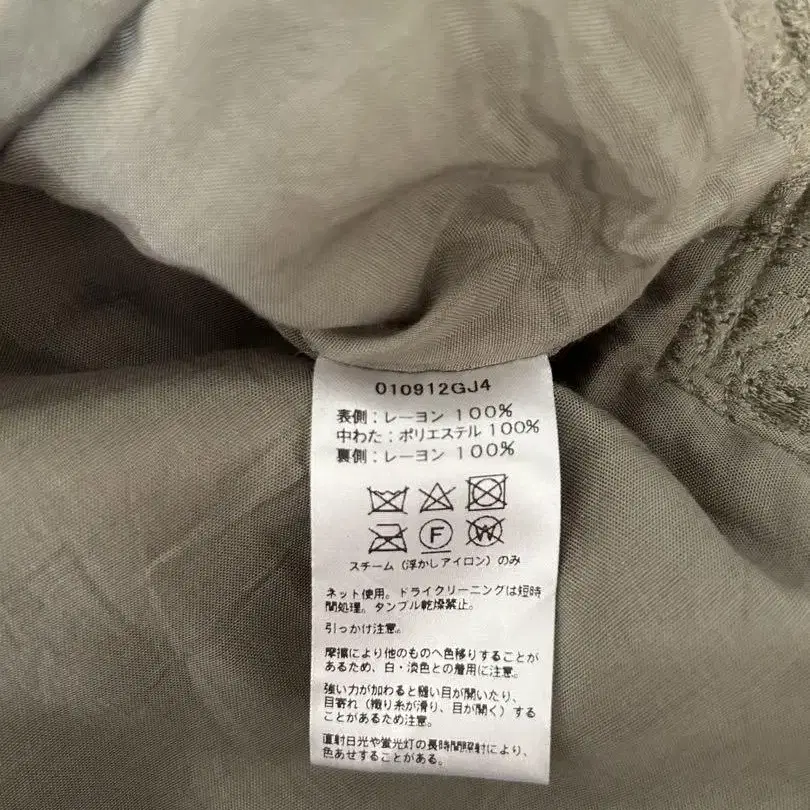 010912GJ4
表側：レーヨン 100%
中わた：ポリエステル 100%
裏側：レーヨン 100%
F W
スチーム（浮かしアイロン）のみ
ネット使用。ドライクリーニングは短時
間処理。タンブル乾燥禁止。
引っかけ注意。
摩擦により他のものへ色移りすることが
あるため、白・淡色との着用に注意。
強い力が加わると縫い目が開いたり、
目寄れ（織り糸が滑り、目が開く）する
ことがあるため注意。
直射日光や蛍光灯の長時間照射により、
色あせすることがある。